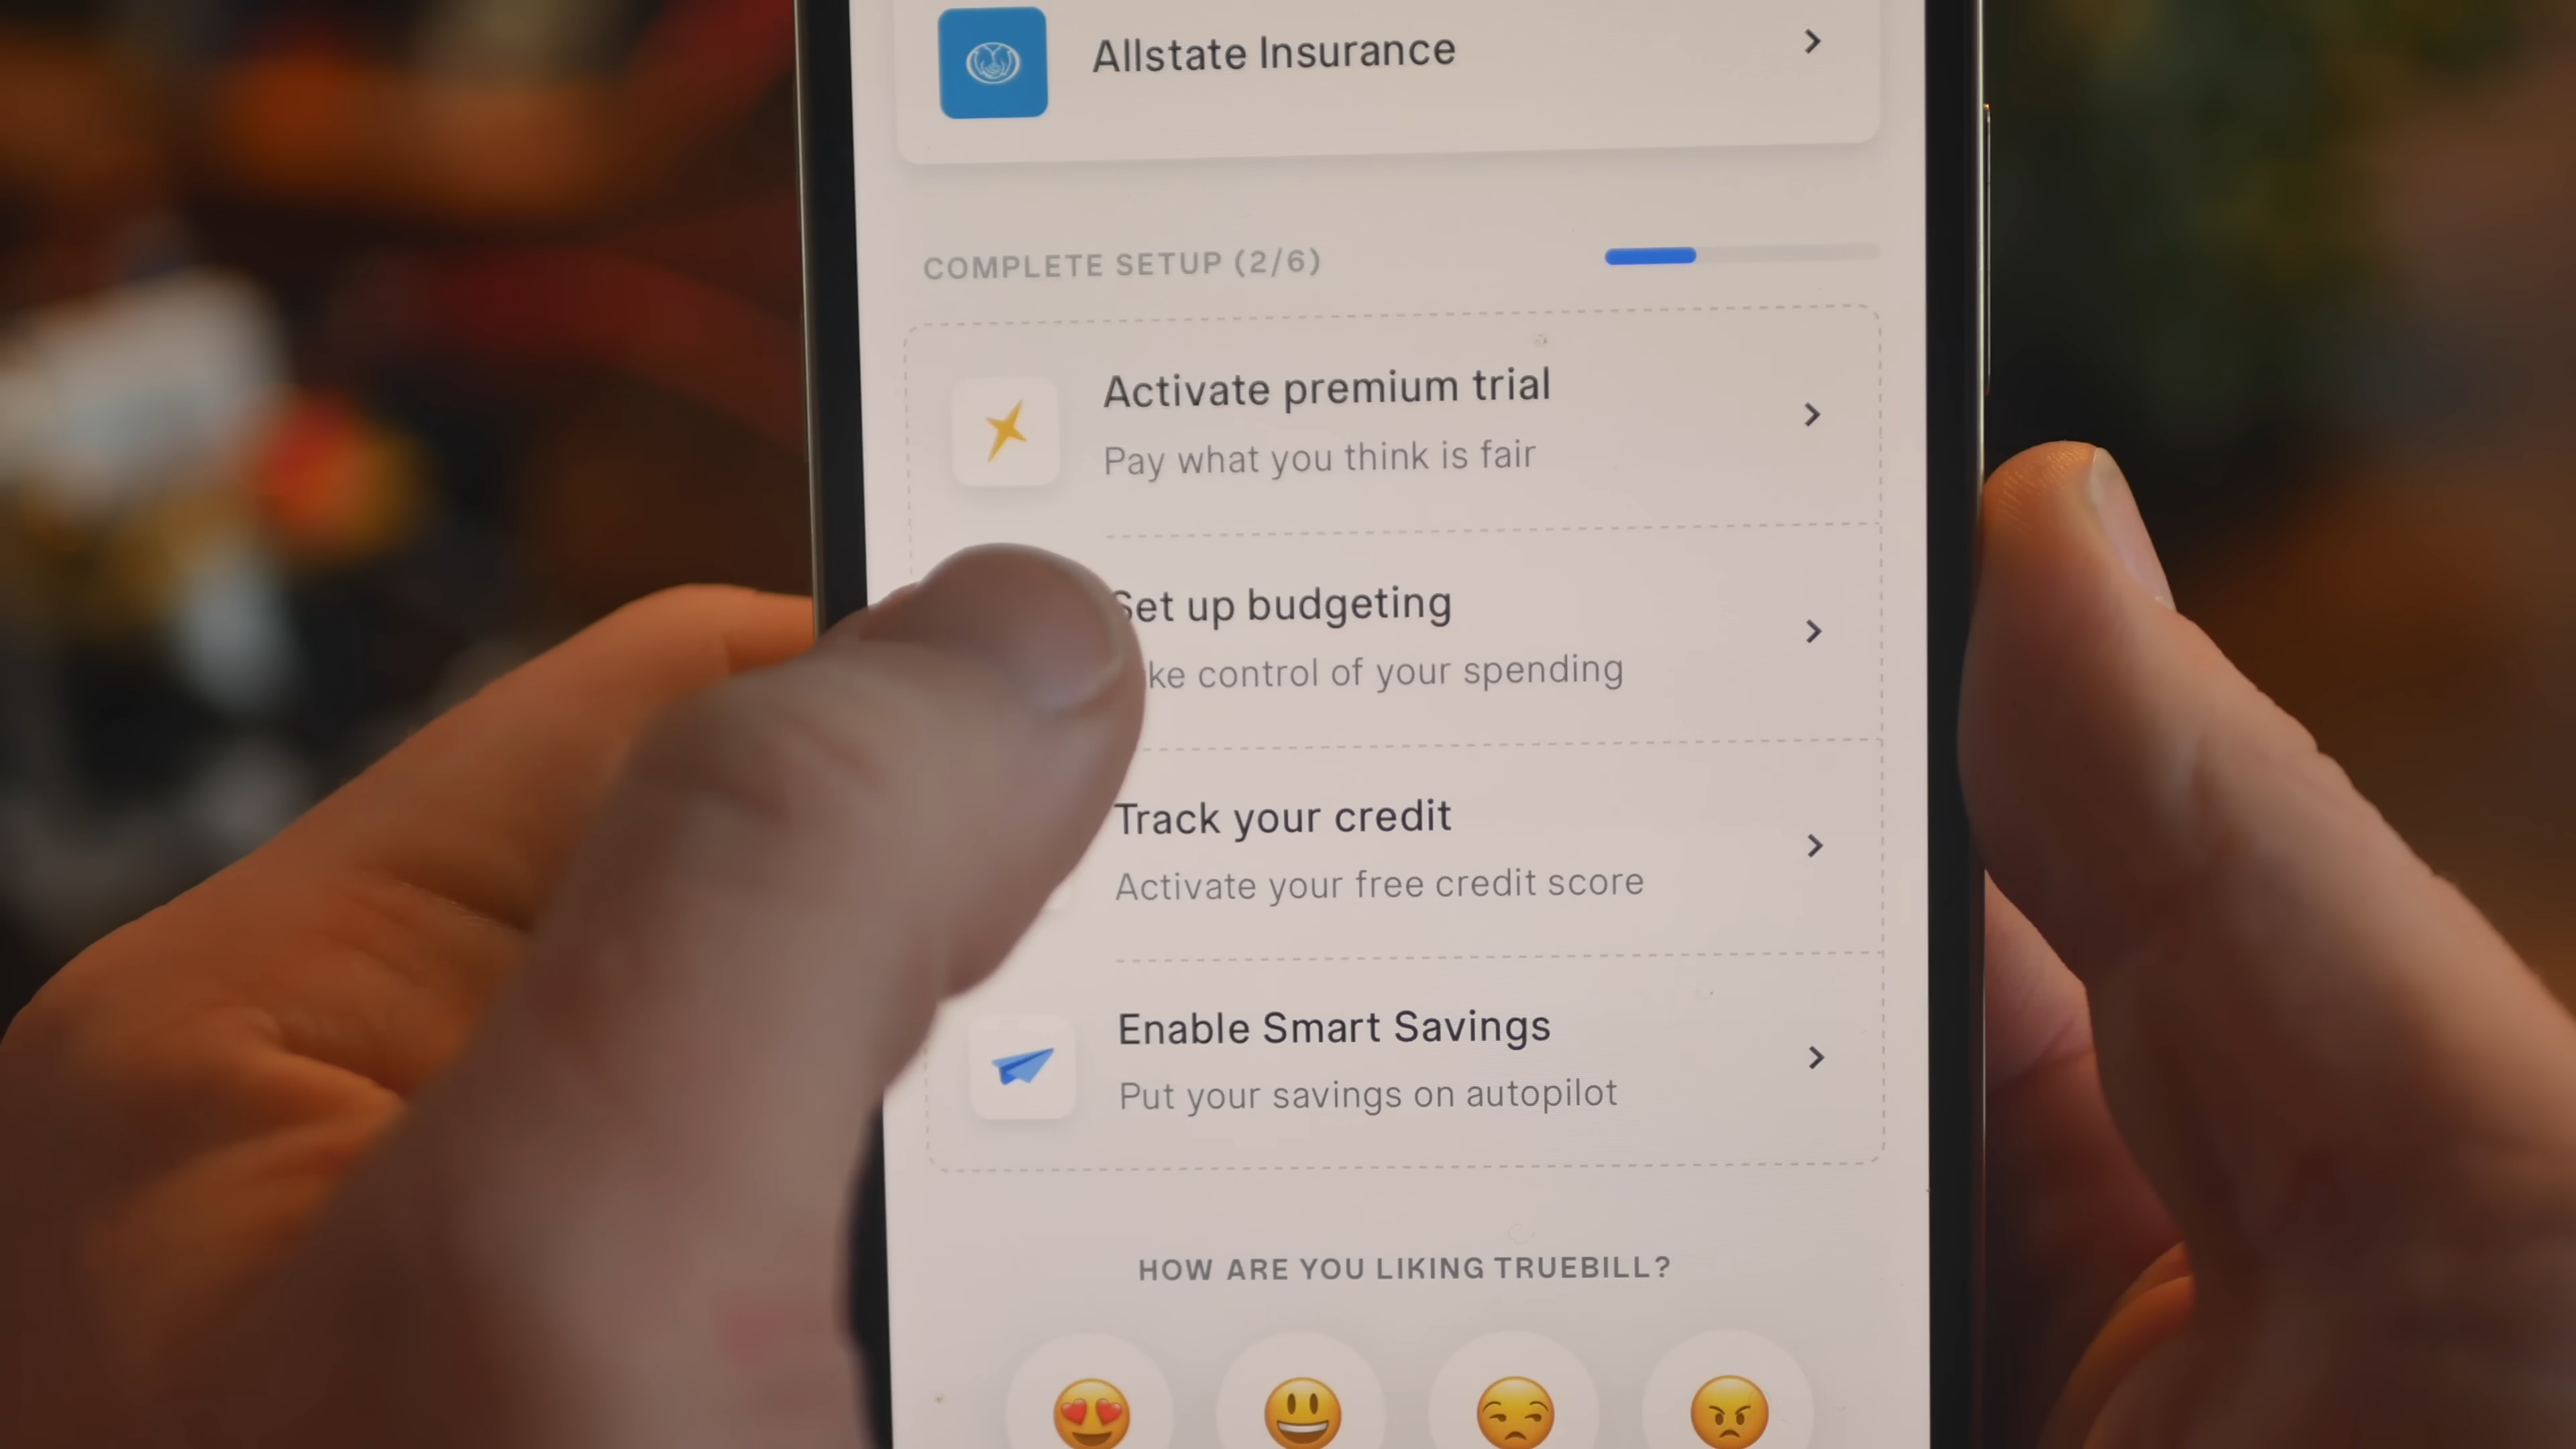 Allstate Insurance
COMPLETE SETUP (2/6)
Activate premium trial
Pay what you think is fair
Set up budgeting
ke control of your spending
Track your credit
Activate your free credit score
Enable Smart Savings
Put your savings on autopilot
HOW ARE YOU LIKING TRUEBILL?